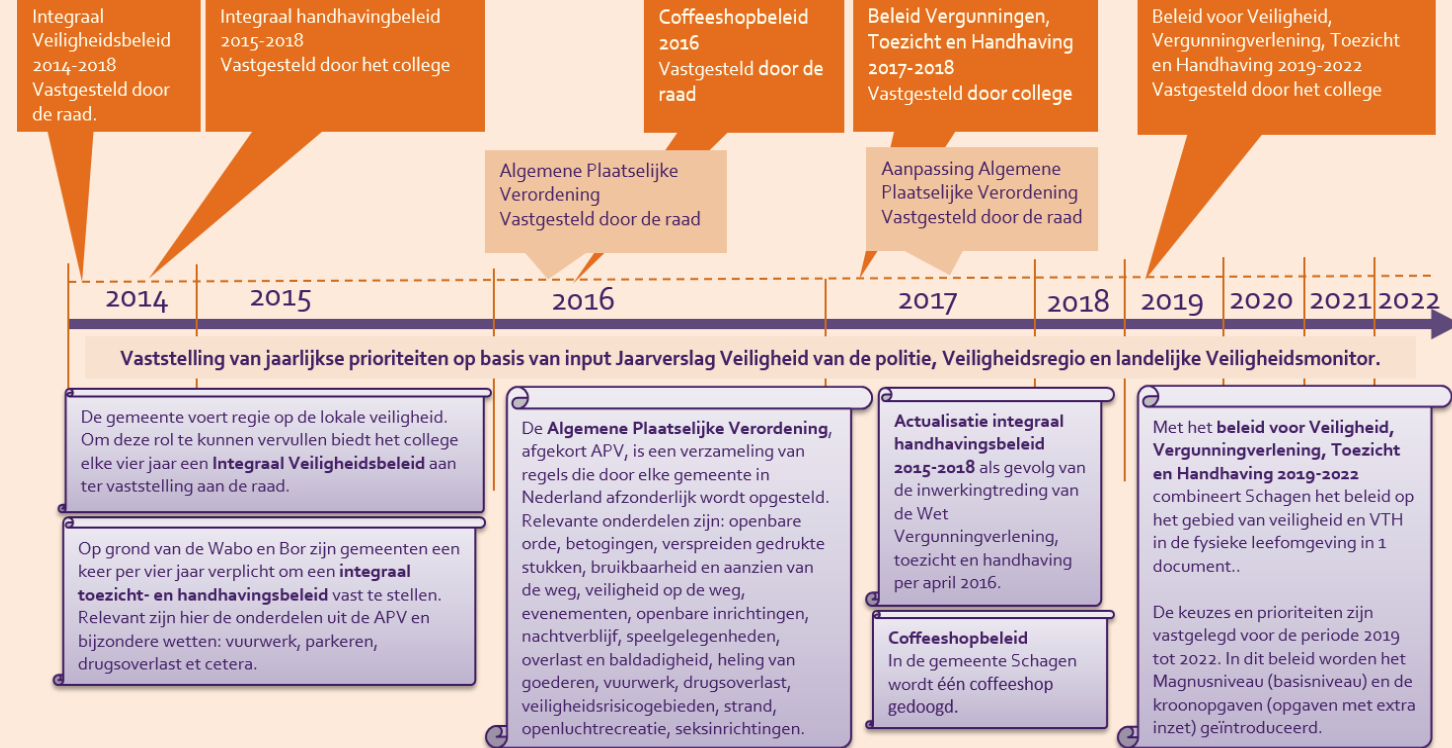 Integraal
Veiligheidsbeleid
2014-2018
Vastgesteld door
de raad.
Integraal handhavingbeleid
2015-2018
Vastgesteld door het college
Coffeeshopbeleid
2016
Vastgesteld door de
raad
Beleid Vergunningen,
Toezicht en Handhaving
2017-2018
Vastgesteld door college
Beleid voor Veiligheid,
Vergunningverlening, Toezicht
en Handhaving 2019-2022
Vastgesteld door het college
Algemene Plaatselijke
Verordening
Vastgesteld door de raad
Aanpassing Algemene
Plaatselijke Verordening
Vastgesteld door de raad
2014 2015 2016 2017 2018 2019 2020 2021 2022
Vaststelling van jaarlijkse prioriteiten op basis van input Jaarverslag Veiligheid van de politie, Veiligheidsregio en landelijke Veiligheidsmonitor.
De gemeente voert regie op de lokale veiligheid.
Om deze rol te kunnen vervullen biedt het college
elke vier jaar een Integraal Veiligheidsbeleid aan
ter vaststelling aan de raad.
Op grond van de Wabo en Bor zijn gemeenten een
keer per vier jaar verplicht om een integraal
toezicht- en handhavingsbeleid vast te stellen.
Relevant zijn hier de onderdelen uit de APV en
bijzondere wetten: vuurwerk, parkeren,
drugsoverlast et cetera.
De Algemene Plaatselijke Verordening,
afgekort APV, is een verzameling van
regels die door elke gemeente in
Nederland afzonderlijk wordt opgesteld.
Relevante onderdelen zijn: openbare
orde, betogingen, verspreiden gedrukte
stukken, bruikbaarheid en aanzien van
de weg, veiligheid op de weg,
evenementen, openbare inrichtingen,
nachtverblijf, speelgelegenheden,
overlast en baldadigheid, heling van
goederen, vuurwerk, drugsoverlast,
veiligheidsrisicogebieden, strand,
openluchtrecreatie, seksinrichtingen.
Actualisatie integraal
handhavingsbeleid
2015-2018 als gevolg van
de inwerkingtreding van
de Wet
Vergunningverlening,
toezicht en handhaving
per april 2016.
Coffeeshopbeleid
In de gemeente Schagen
wordt één coffeeshop
gedoogd.
Met het beleid voor Veiligheid,
Vergunningverlening, Toezicht
en Handhaving 2019-2022
combineert Schagen het beleid op
het gebied van veiligheid en VTH
in de fysieke leefomgeving in 1
document..
De keuzes en prioriteiten zijn
vastgelegd voor de periode 2019
tot 2022. In dit beleid worden het
Magnusniveau (basisniveau) en de
kroonopgaven (opgaven met extra
inzet) geïntroduceerd.